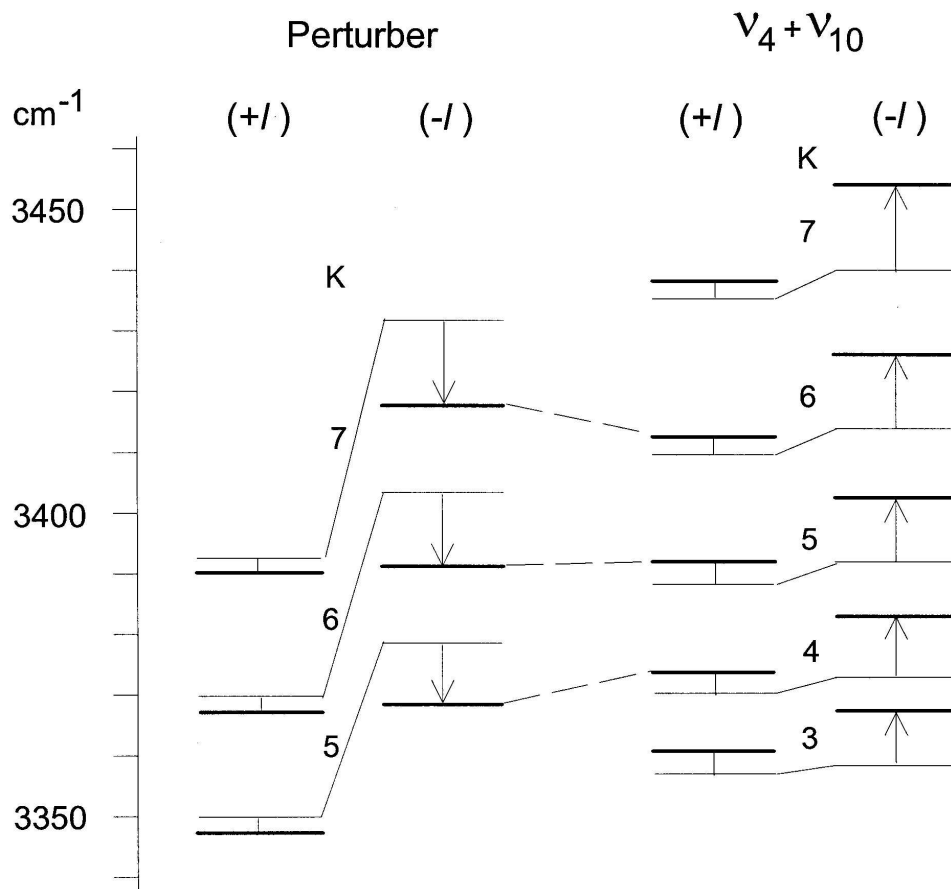 Perturber ν₄ + ν₁₀
cm⁻¹ (+l) (-l) (+l) (-l)
K
3450
7
K
6
7
3400
5
6
4
5
3
3350